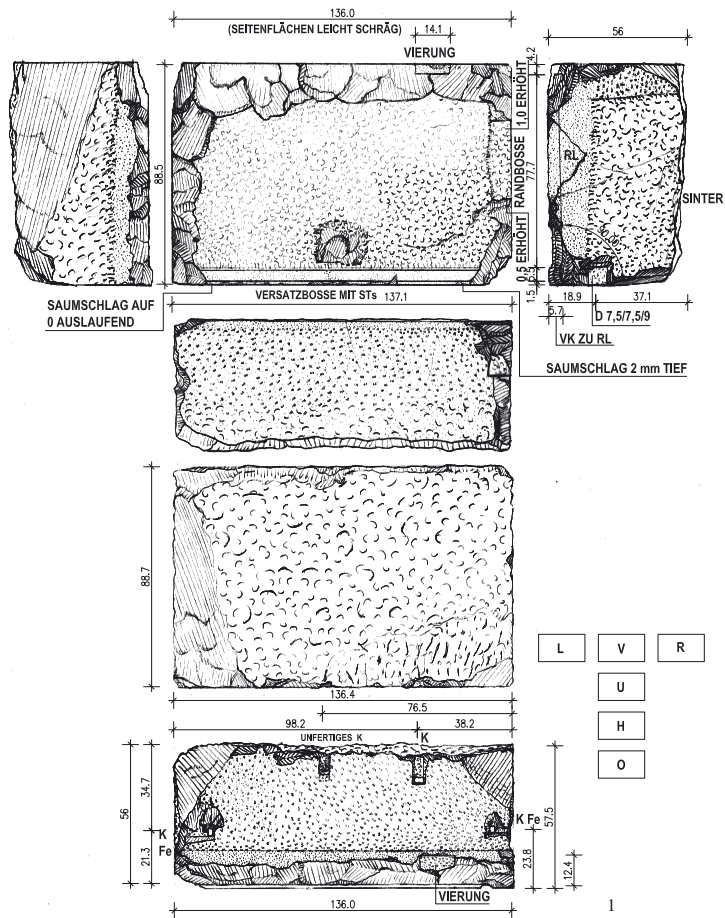 136.0
(SEITENFLÄCHEN LEICHT SCHRÄG)
14.1
VIERUNG
56
4.2
88.5
1,0 ERHÖHT
RANDBOSSE
77.7
0,5 ERHÖHT
1.5
RL
SINTER
SAUMSCHLAG AUF
0 AUSLAUFEND
VERSATZBOSSE MIT STs
137.1
18.9
37.1
5.7
D 7,5/7,5/9
VK ZU RL
SAUMSCHLAG 2 mm TIEF
88.7
L
V
R
U
H
O
136.4
76.5
98.2
38.2
UNFERTIGES K
K
56
34.7
21.3
K
Fe
K Fe
57.5
23.8
12.4
VIERUNG
136.0
1